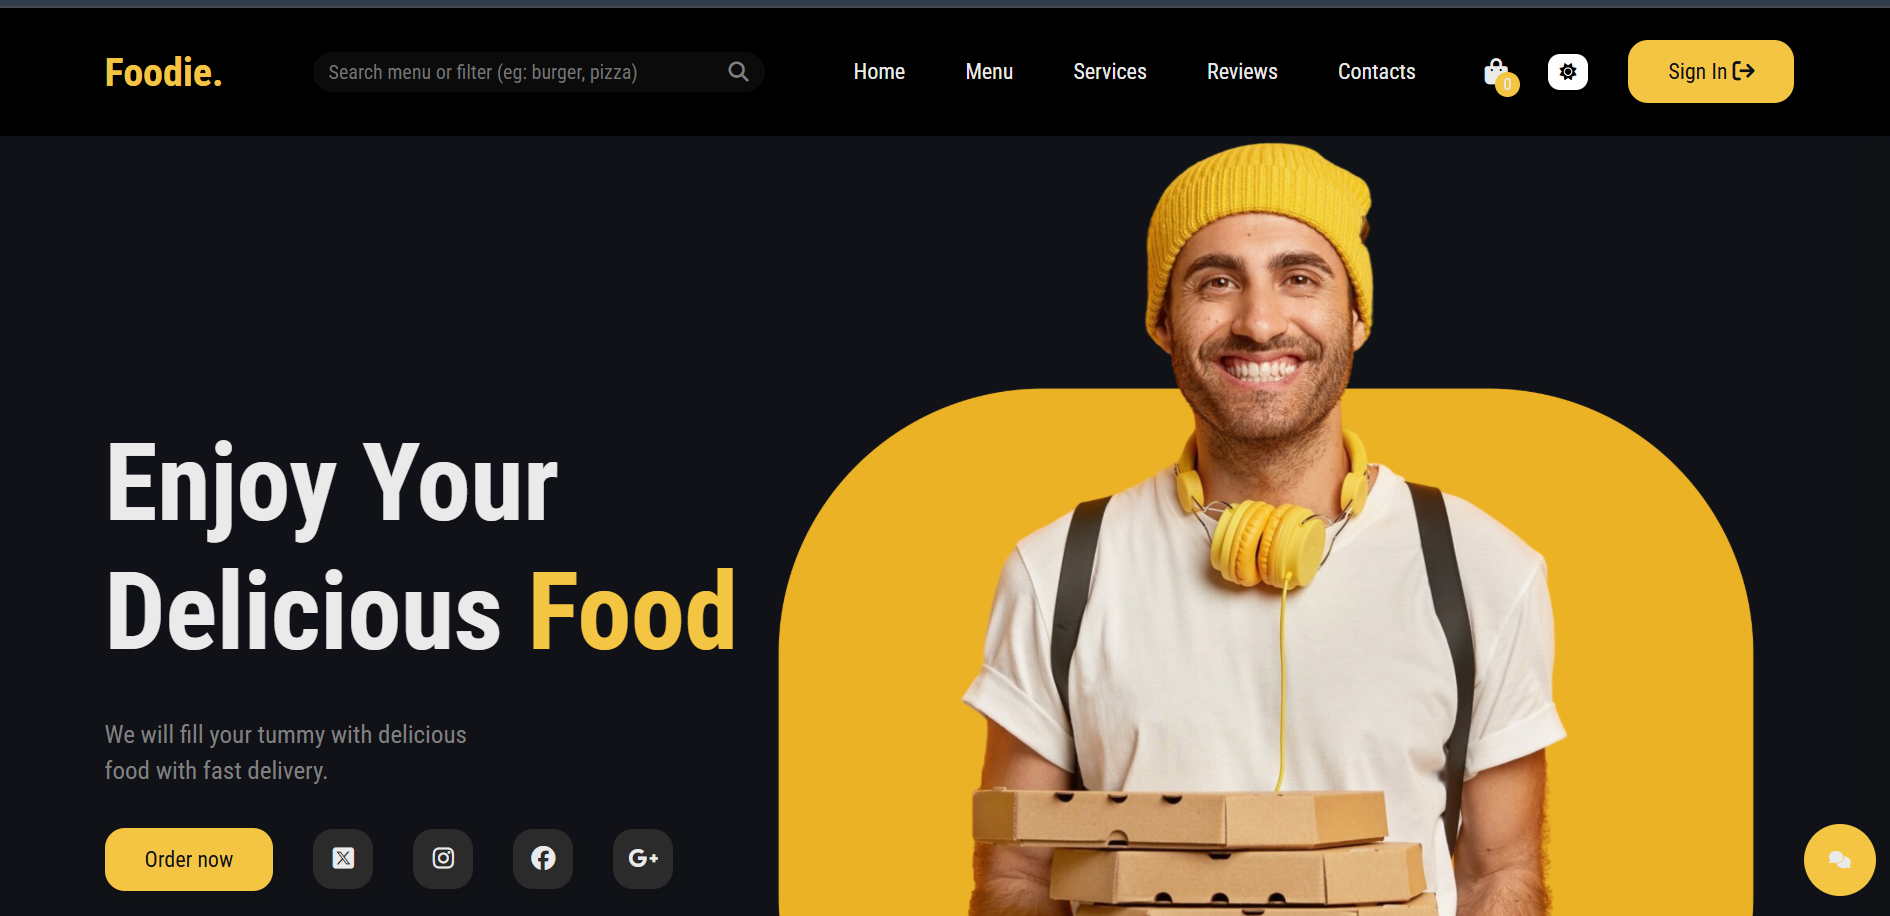 Foodie.
Search menu or filter (eg: burger, pizza)
Home
Menu
Services
Reviews
Contacts
0
Sign In
Enjoy Your
Delicious Food
We will fill your tummy with delicious
food with fast delivery.
Order now
G+